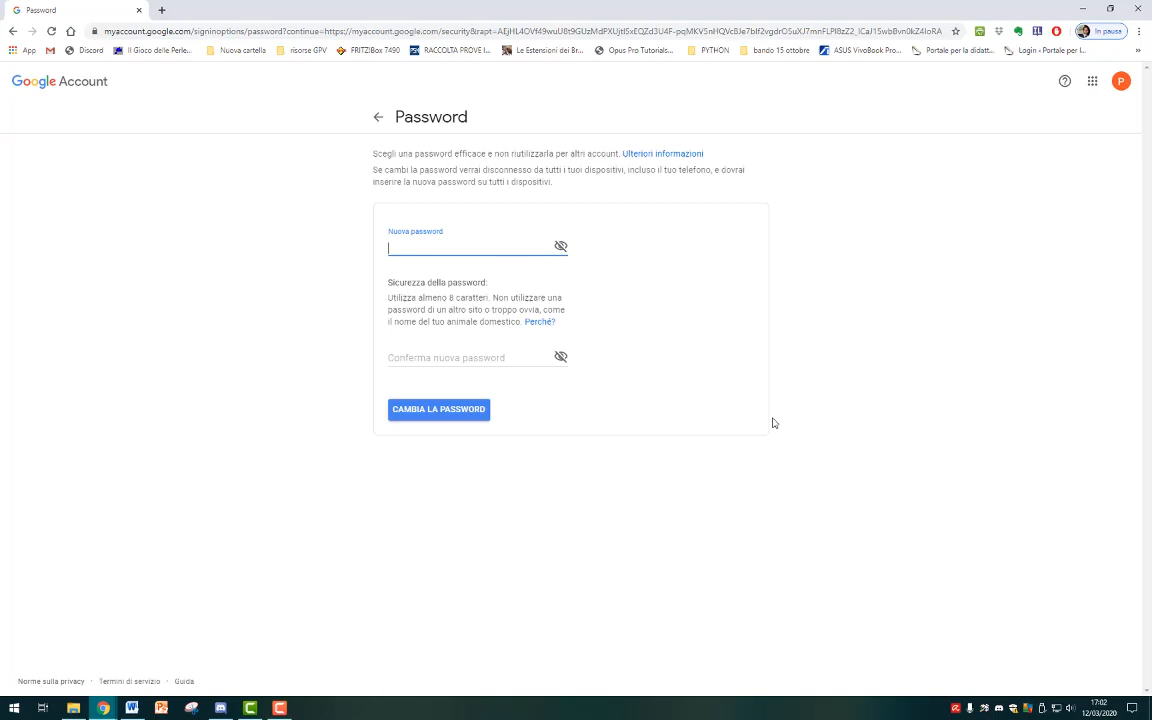 Password
myaccount.google.com/signinoptions/password?continue=https://myaccount.google.com/security&rapt=
In pausa
App
Discord
Il Gioco delle Perle...
Nuova cartella
risorse GPV
FRITZ!Box 7490
RACCOLTA PROVE I...
Le Estensioni dei Br...
Opus Pro Tutorials...
PYTHON
bando 15 ottobre
ASUS VivoBook Pro...
Portale per la didatt...
Login ‹ Portale per l...
Google Account
P
Password
Scegli una password efficace e non riutilizzarla per altri account. Ulteriori informazioni
Se cambi la password verrai disconnesso da tutti i tuoi dispositivi, incluso il tuo telefono, e dovrai
inserire la nuova password su tutti i dispositivi.
Nuova password
Sicurezza della password:
Utilizza almeno 8 caratteri. Non utilizzare una
password di un altro sito o troppo ovvia, come
il nome del tuo animale domestico. Perché?
Conferma nuova password
CAMBIA LA PASSWORD
Norme sulla privacy · Termini di servizio · Guida
17:02
12/03/2020